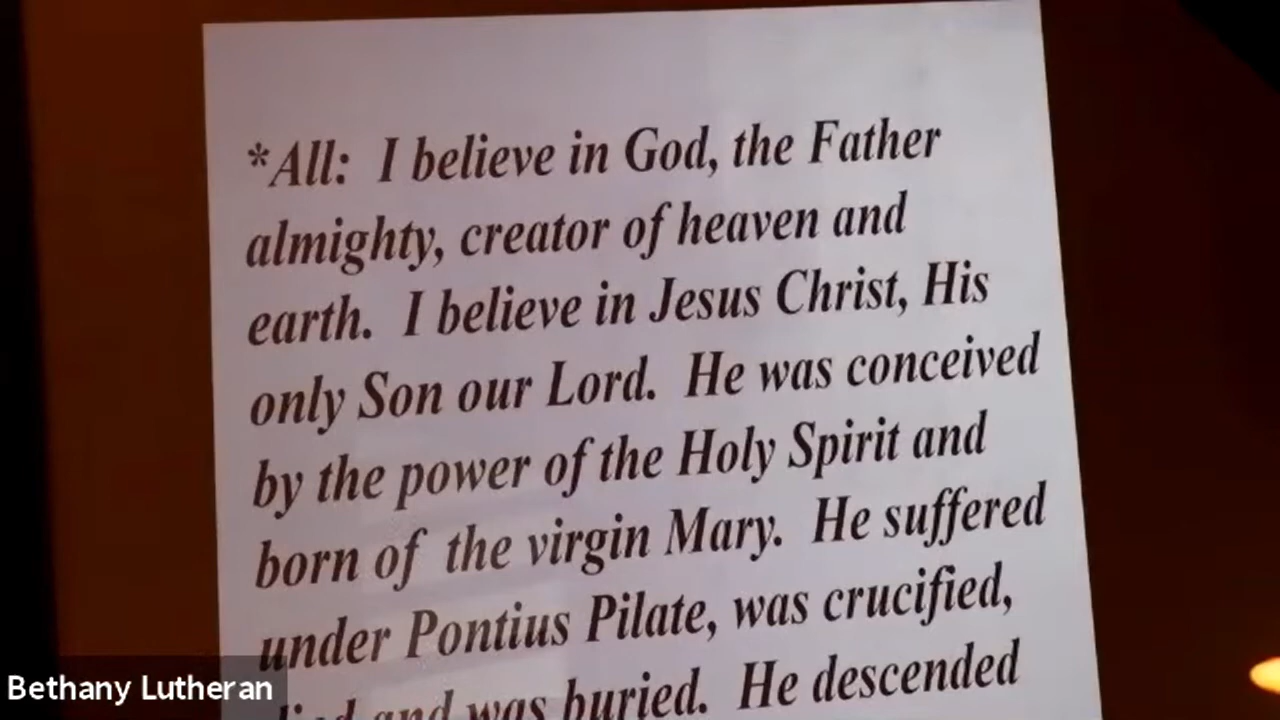 *All: I believe in God, the Father
almighty, creator of heaven and
earth. I believe in Jesus Christ, His
only Son our Lord. He was conceived
by the power of the Holy Spirit and
born of the virgin Mary. He suffered
under Pontius Pilate, was crucified,
died and was buried. He descended
Bethany Lutheran